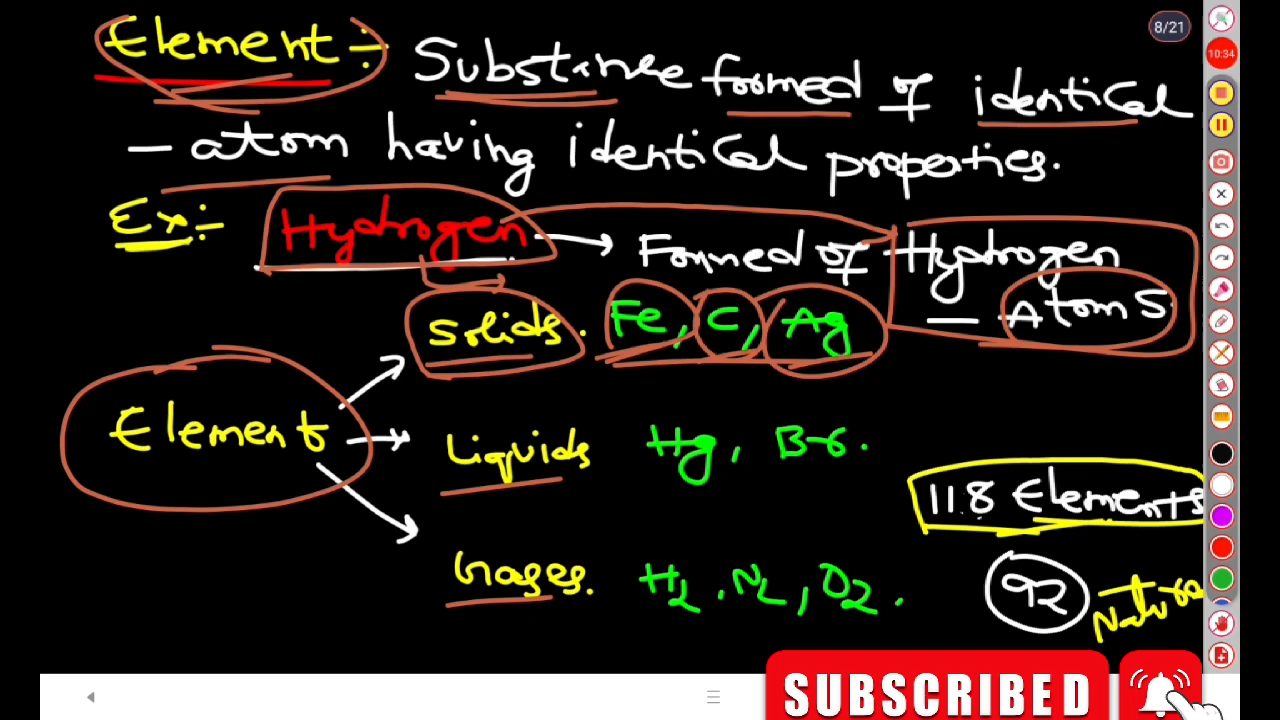 8/21
10:34
Element :- Substance formed of identical
- atom having identical properties.
Ex :- Hydrogen → Formed of Hydrogen
- Atoms
Solids. Fe, C, Ag
Element
Liquids Hg, Br.
118 Elements
Gases. H2, N2, O2.
92
SUBSCRIBED